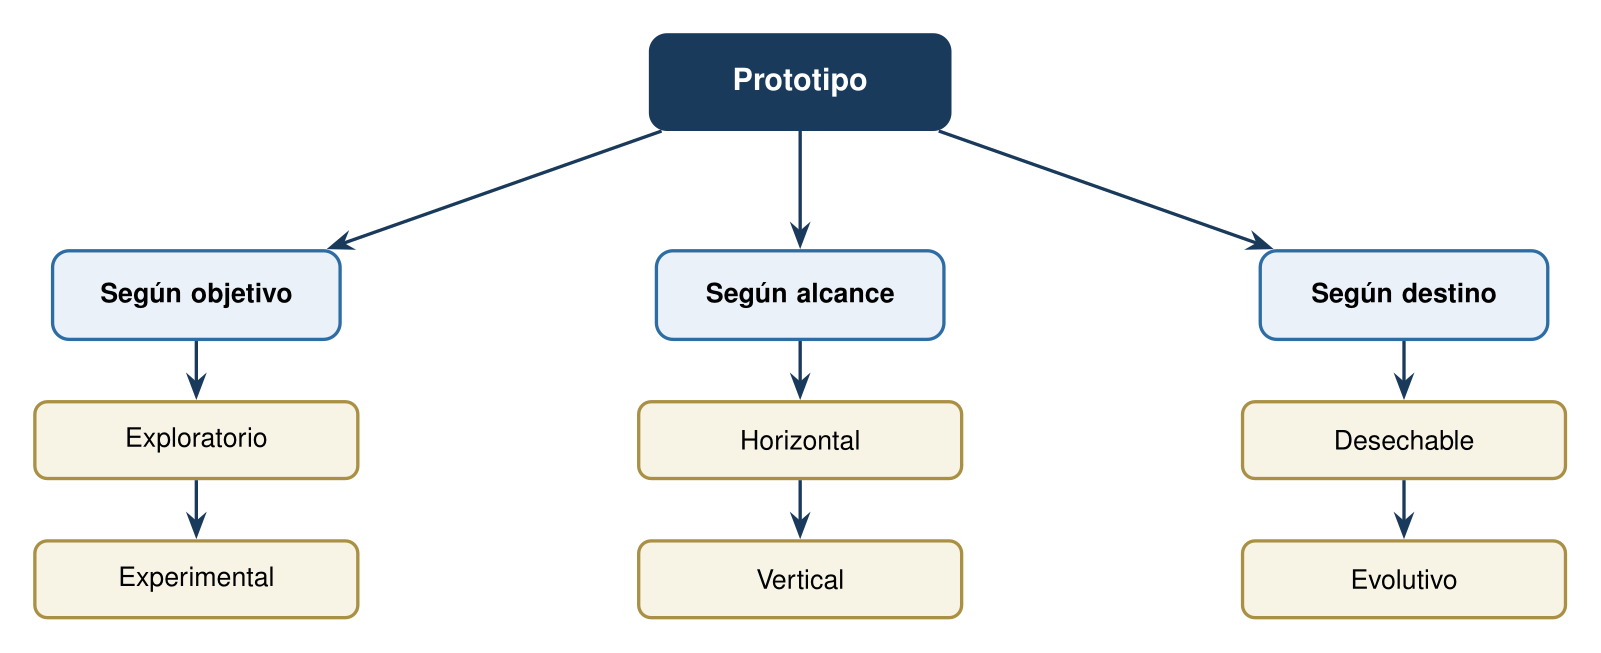 Prototipo
Según objetivo
Según alcance
Según destino
Exploratorio
Horizontal
Desechable
Experimental
Vertical
Evolutivo